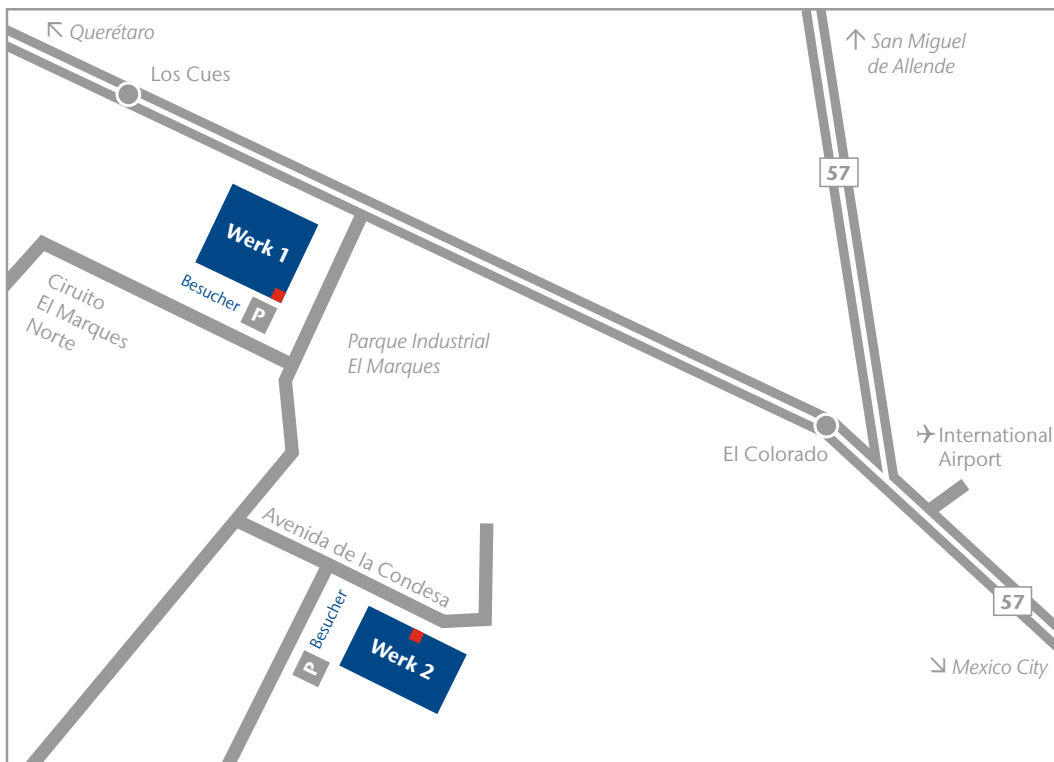 Querétaro
San Miguel
de Allende
Los Cues
57
Werk 1
Besucher
P
Ciruito
El Marques
Norte
Parque Industrial
El Marques
El Colorado
International
Airport
Avenida de la Condesa
57
Besucher
P
Werk 2
Mexico City